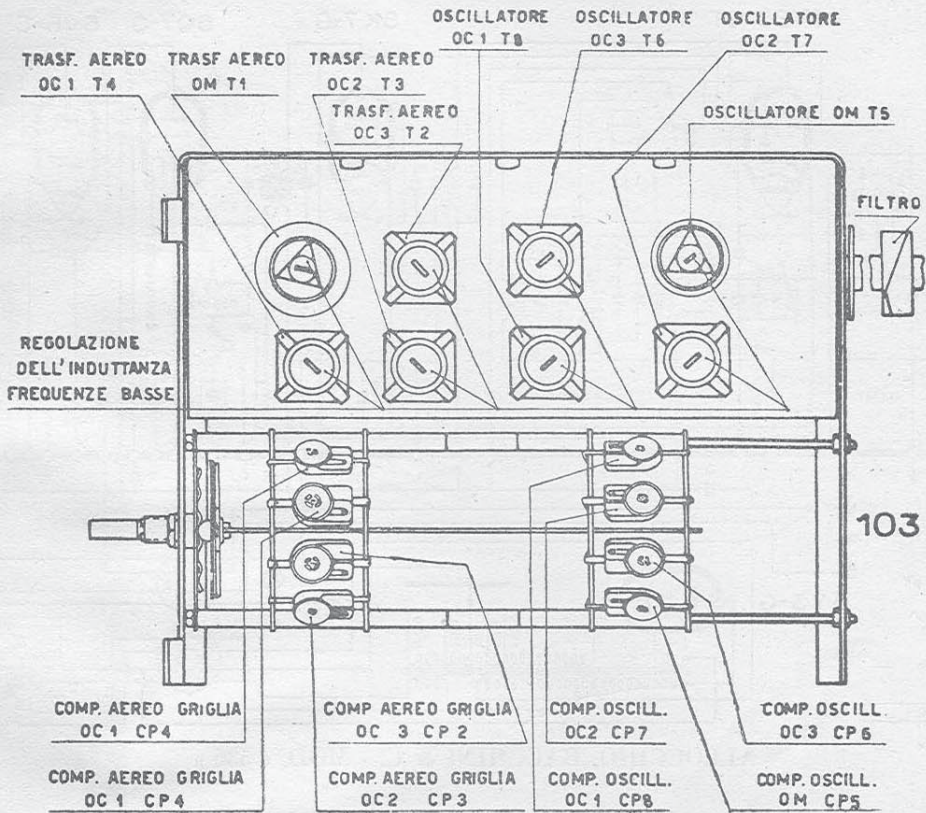 OSCILLATORE
OC 1 T8
OSCILLATORE
OC3 T6
OSCILLATORE
OC2 T7
TRASF. AEREO
OC 1 T4
TRASF AEREO
OM T1
TRASF. AEREO
OC2 T3
TRASF. AEREO
OC 3 T2
OSCILLATORE OM T5
FILTRO
REGOLAZIONE
DELL'INDUTTANZA
FREQUENZE BASSE
103
COMP. AEREO GRIGLIA
OC 1 CP4
COMP AEREO GRIGLIA
OC 3 CP 2
COMP. OSCILL.
OC2 CP7
COMP. OSCILL.
OC 3 CP6
COMP. AEREO GRIGLIA
OC 1 CP4
COMP. AEREO GRIGLIA
OC2 CP3
COMP. OSCILL.
OC 1 CP8
COMP. OSCILL.
OM CP5